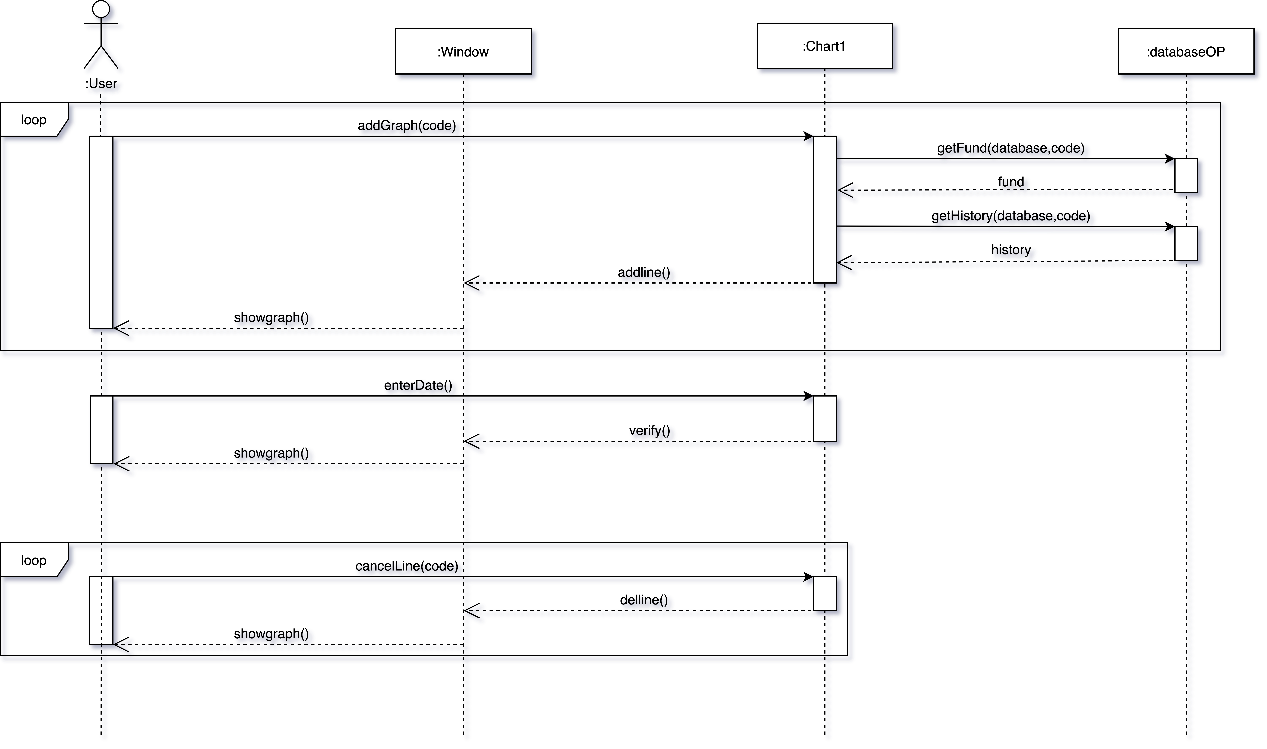 :User
:Window
:Chart1
:databaseOP
loop
addGraph(code)
getFund(database,code)
fund
getHistory(database,code)
history
addline()
showgraph()
enterDate()
verify()
showgraph()
loop
cancelLine(code)
delline()
showgraph()